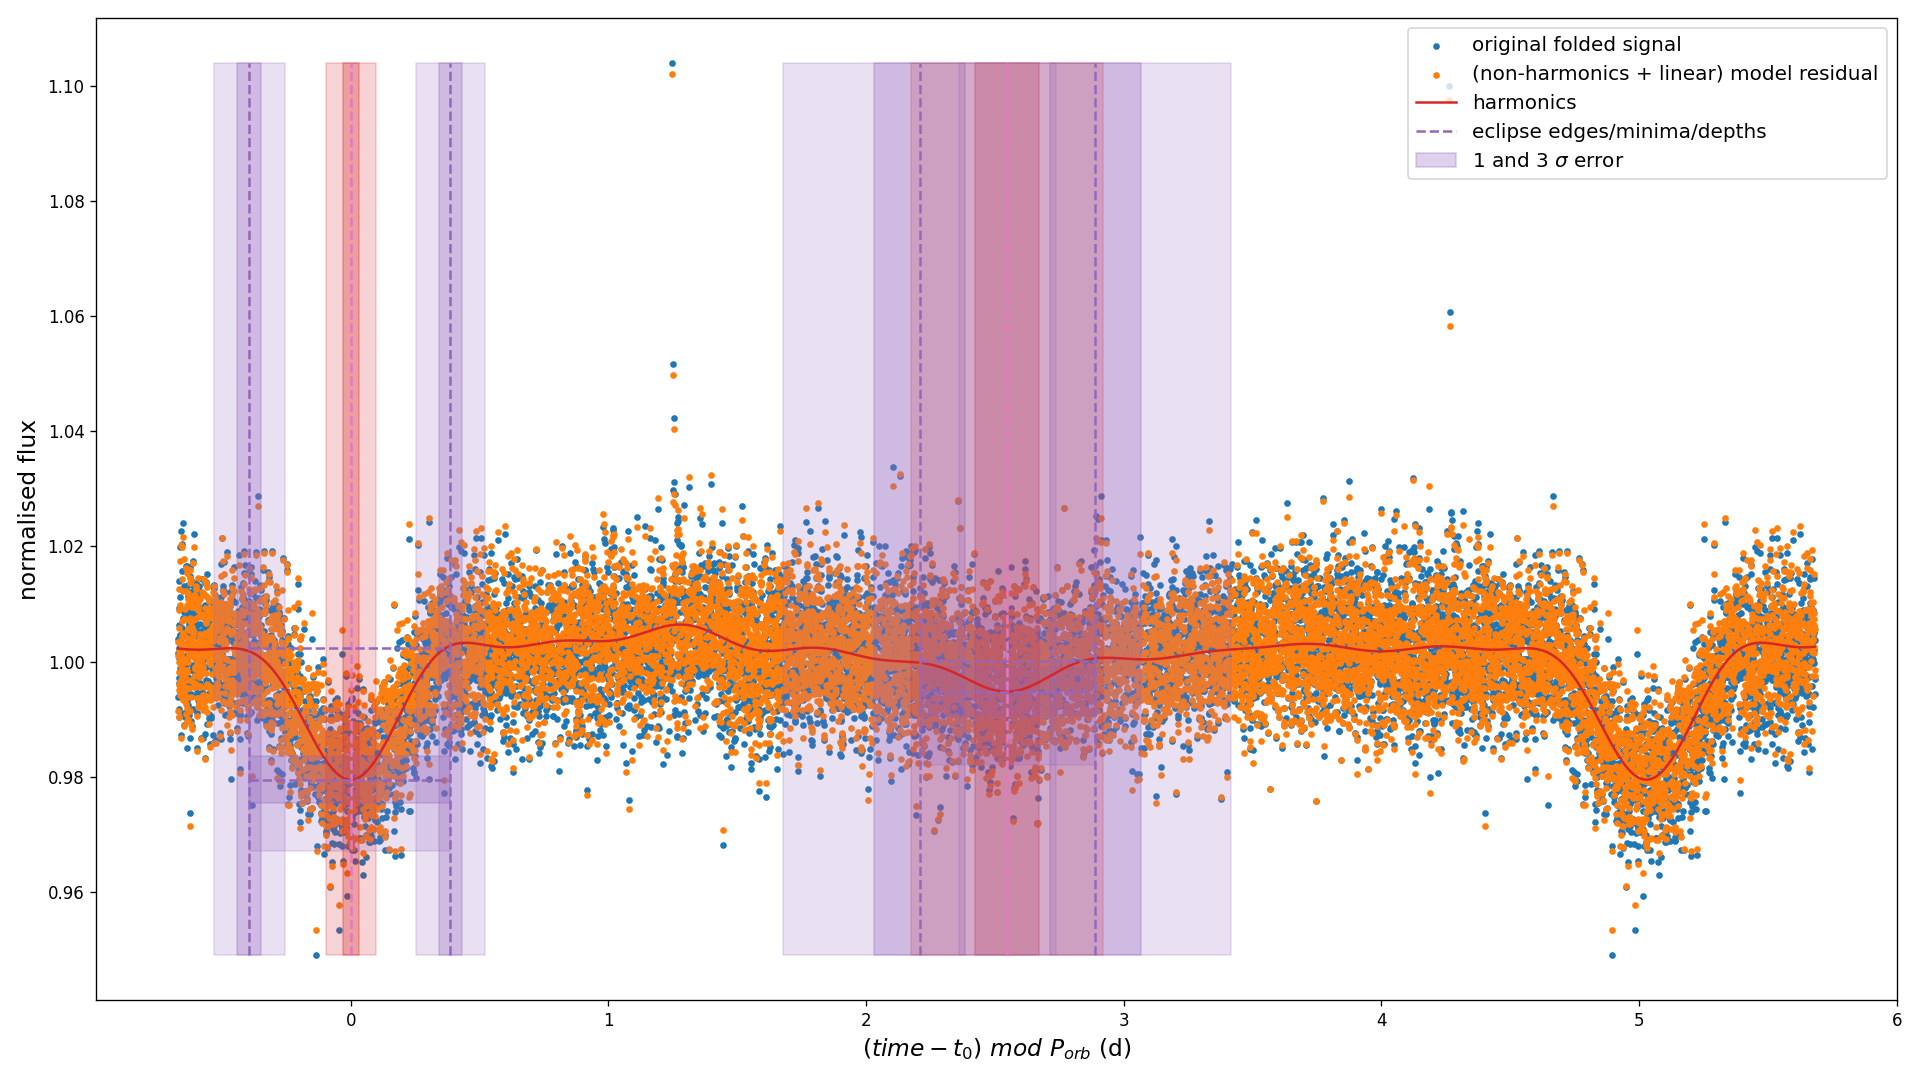 original folded signal
(non-harmonics + linear) model residual
harmonics
eclipse edges/minima/depths
1 and 3 σ error
normalised flux
1.10
1.08
1.06
1.04
1.02
1.00
0.98
0.96
0 1 2 3 4 5 6
(time − t₀) mod Pₒᵣb (d)